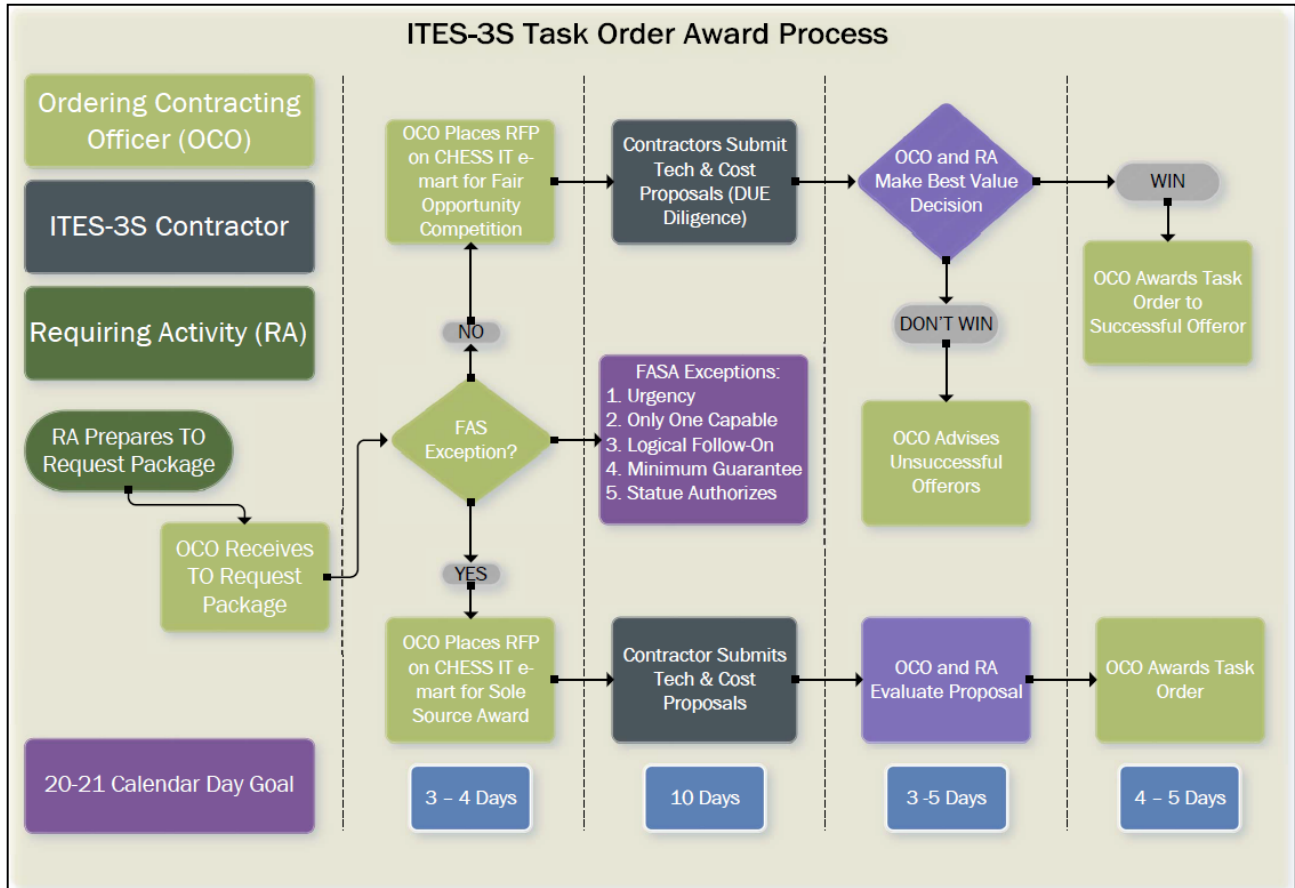 ITES-3S Task Order Award Process
Ordering Contracting
Officer (OCO)
ITES-3S Contractor
Requiring Activity (RA)
RA Prepares TO
Request Package
OCO Receives
TO Request
Package
20-21 Calendar Day Goal
OCO Places RFP
on CHESS IT e-
mart for Fair
Opportunity
Competition
NO
FAS
Exception?
YES
OCO Places RFP
on CHESS IT e-
mart for Sole
Source Award
3 – 4 Days
Contractors Submit
Tech & Cost
Proposals (DUE
Diligence)
FASA Exceptions:
1. Urgency
2. Only One Capable
3. Logical Follow-On
4. Minimum Guarantee
5. Statue Authorizes
Contractor Submits
Tech & Cost
Proposals
10 Days
OCO and RA
Make Best Value
Decision
DON'T WIN
OCO Advises
Unsuccessful
Offerors
OCO and RA
Evaluate Proposal
3 -5 Days
WIN
OCO Awards Task
Order to
Successful Offeror
OCO Awards Task
Order
4 – 5 Days